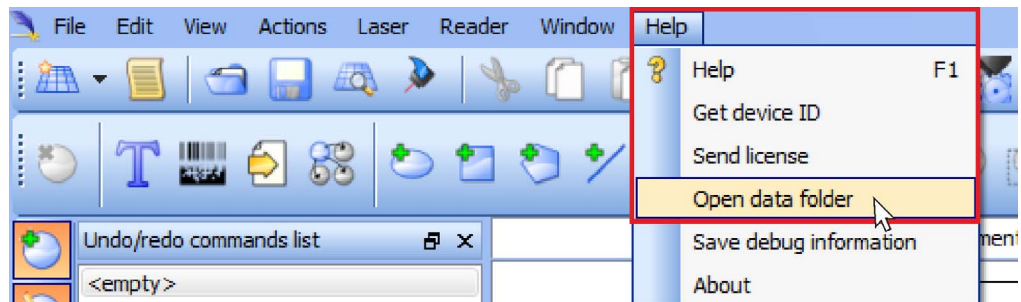 File Edit View Actions Laser Reader Window Help
Help F1
Get device ID
Send license
Open data folder
Save debug information
About
T
Undo/redo commands list
<empty>